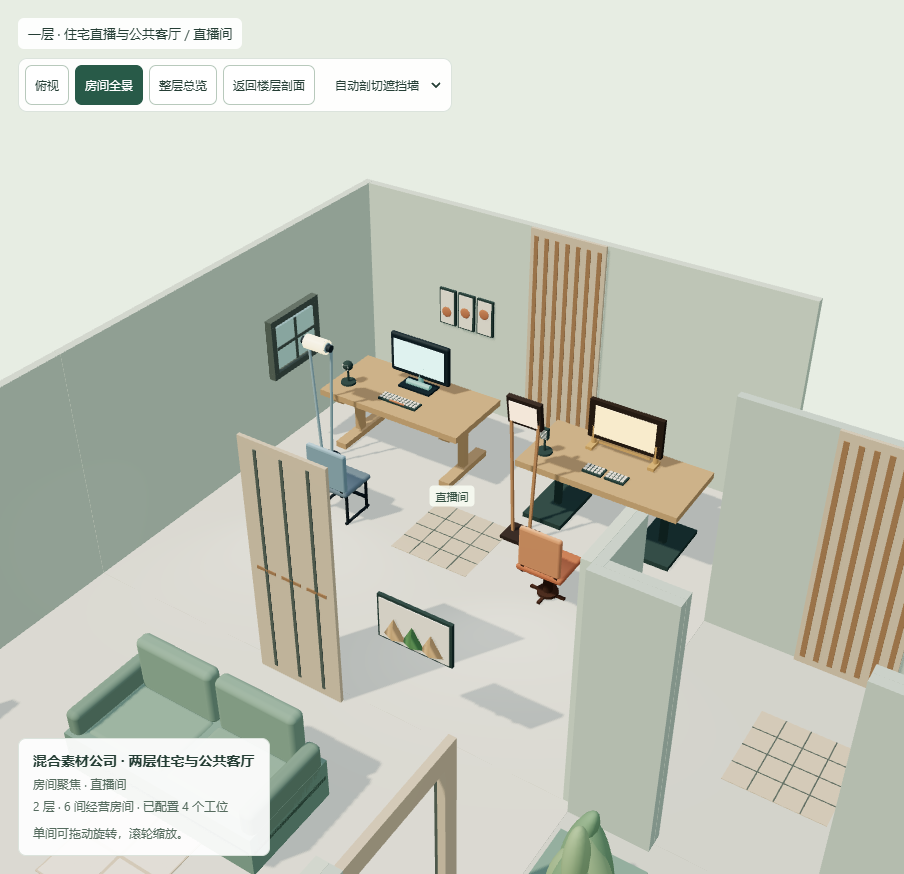 一层 · 住宅直播与公共客厅 / 直播间
俯视
房间全景
整层总览
返回楼层剖面
自动剖切遮挡墙
直播间
混合素材公司 · 两层住宅与公共客厅
房间聚焦 · 直播间
2 层 · 6 间经营房间 · 已配置 4 个工位
单间可拖动旋转，滚轮缩放。